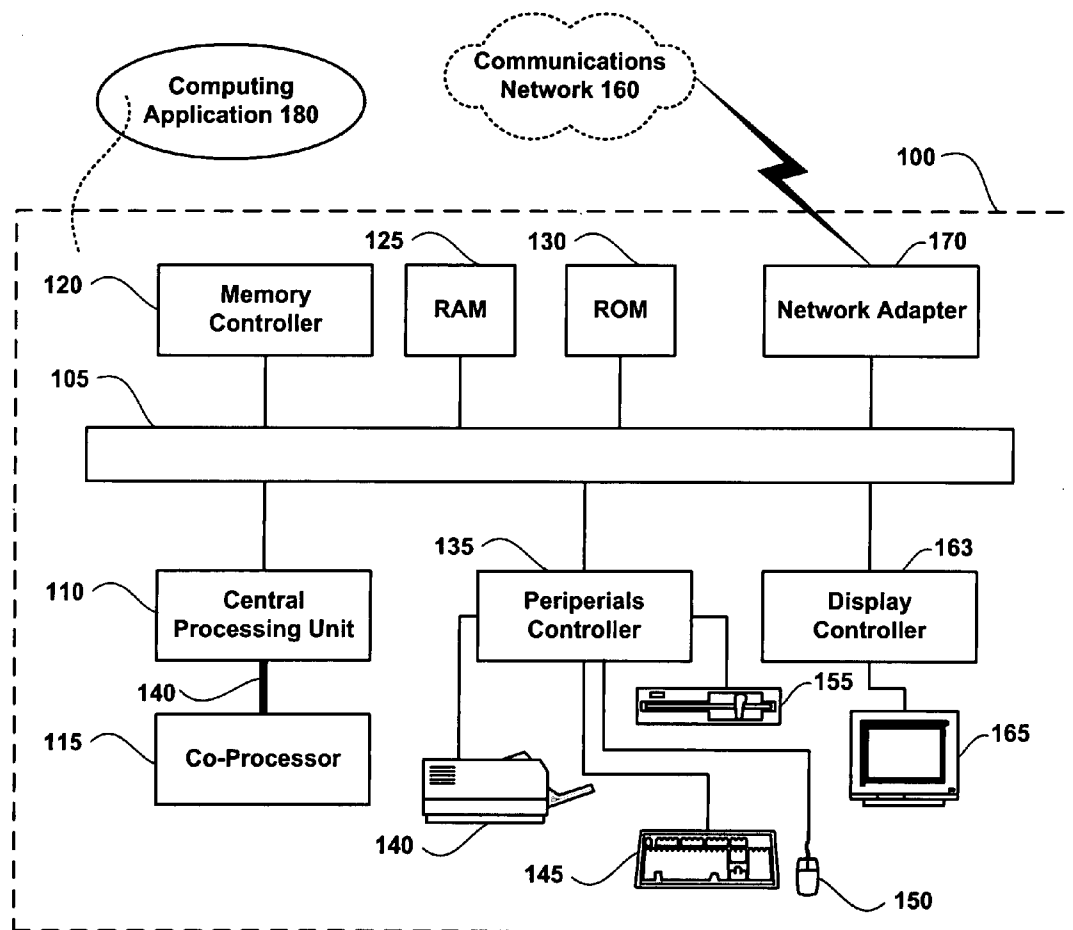 Computing
Application 180
Communications
Network 160
100
125
130
170
120
Memory
Controller
RAM
ROM
Network Adapter
105
135
163
110
Central
Processing Unit
Periperials
Controller
Display
Controller
140
155
115
Co-Processor
165
140
145
150